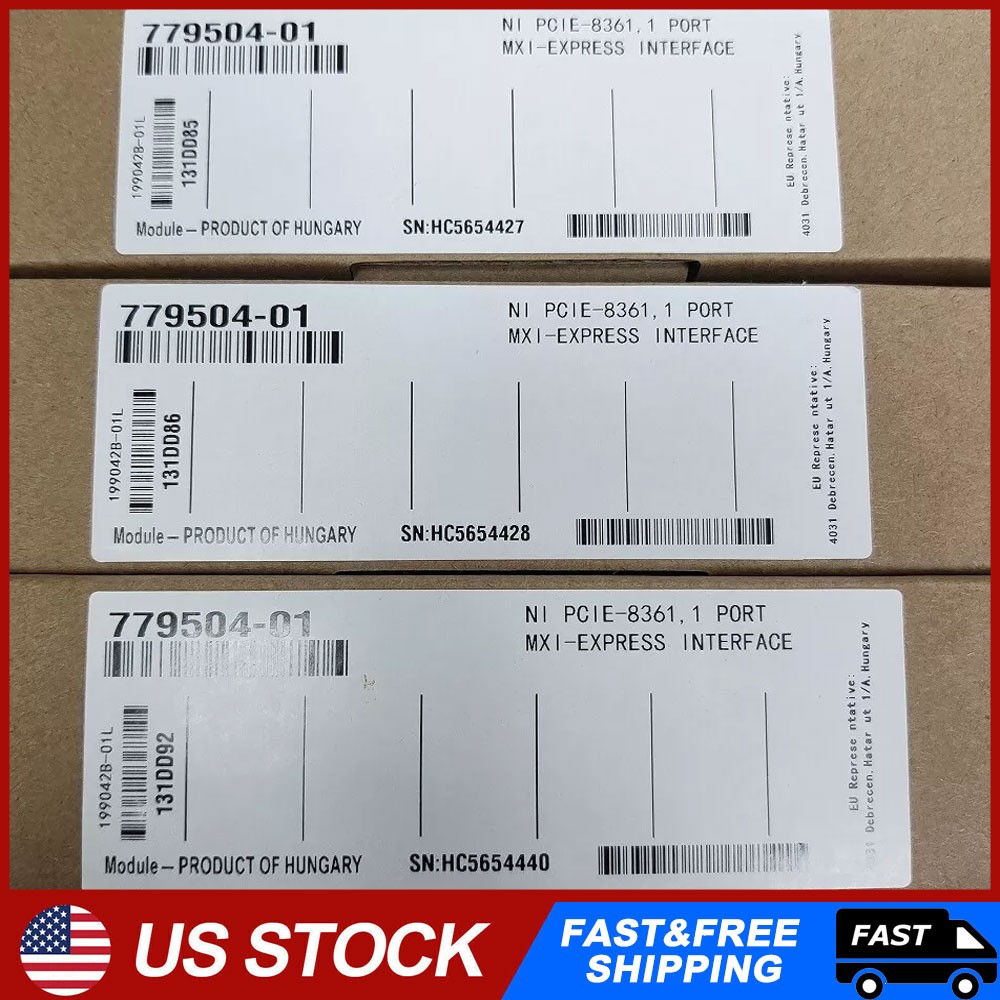 779504-01
NI PCIE-8361,1 PORT
MXI-EXPRESS INTERFACE
199042B-01L
131DD85
Module – PRODUCT OF HUNGARY
SN:HC5654427
EU Represe ntative:
4031 Debrecen.Hatar ut 1/A.Hungary
779504-01
NI PCIE-8361,1 PORT
MXI-EXPRESS INTERFACE
199042B-01L
131DD86
Module – PRODUCT OF HUNGARY
SN:HC5654428
EU Represe ntative:
4031 Debrecen.Hatar ut 1/A.Hungary
779504-01
NI PCIE-8361,1 PORT
MXI-EXPRESS INTERFACE
199042B-01L
131DD92
Module – PRODUCT OF HUNGARY
SN:HC5654440
EU Represe ntative:
4031 Debrecen.Hatar ut 1/A.Hungary
US STOCK
FAST&FREE
SHIPPING
FAST